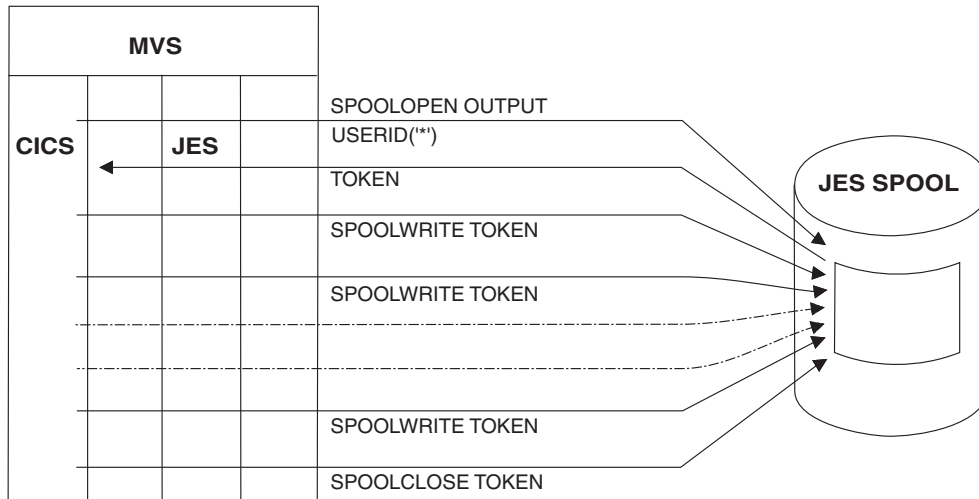 MVS
CICS
JES
SPOOLOPEN OUTPUT
USERID('*')
TOKEN
SPOOLWRITE TOKEN
SPOOLWRITE TOKEN
SPOOLWRITE TOKEN
SPOOLCLOSE TOKEN
JES SPOOL